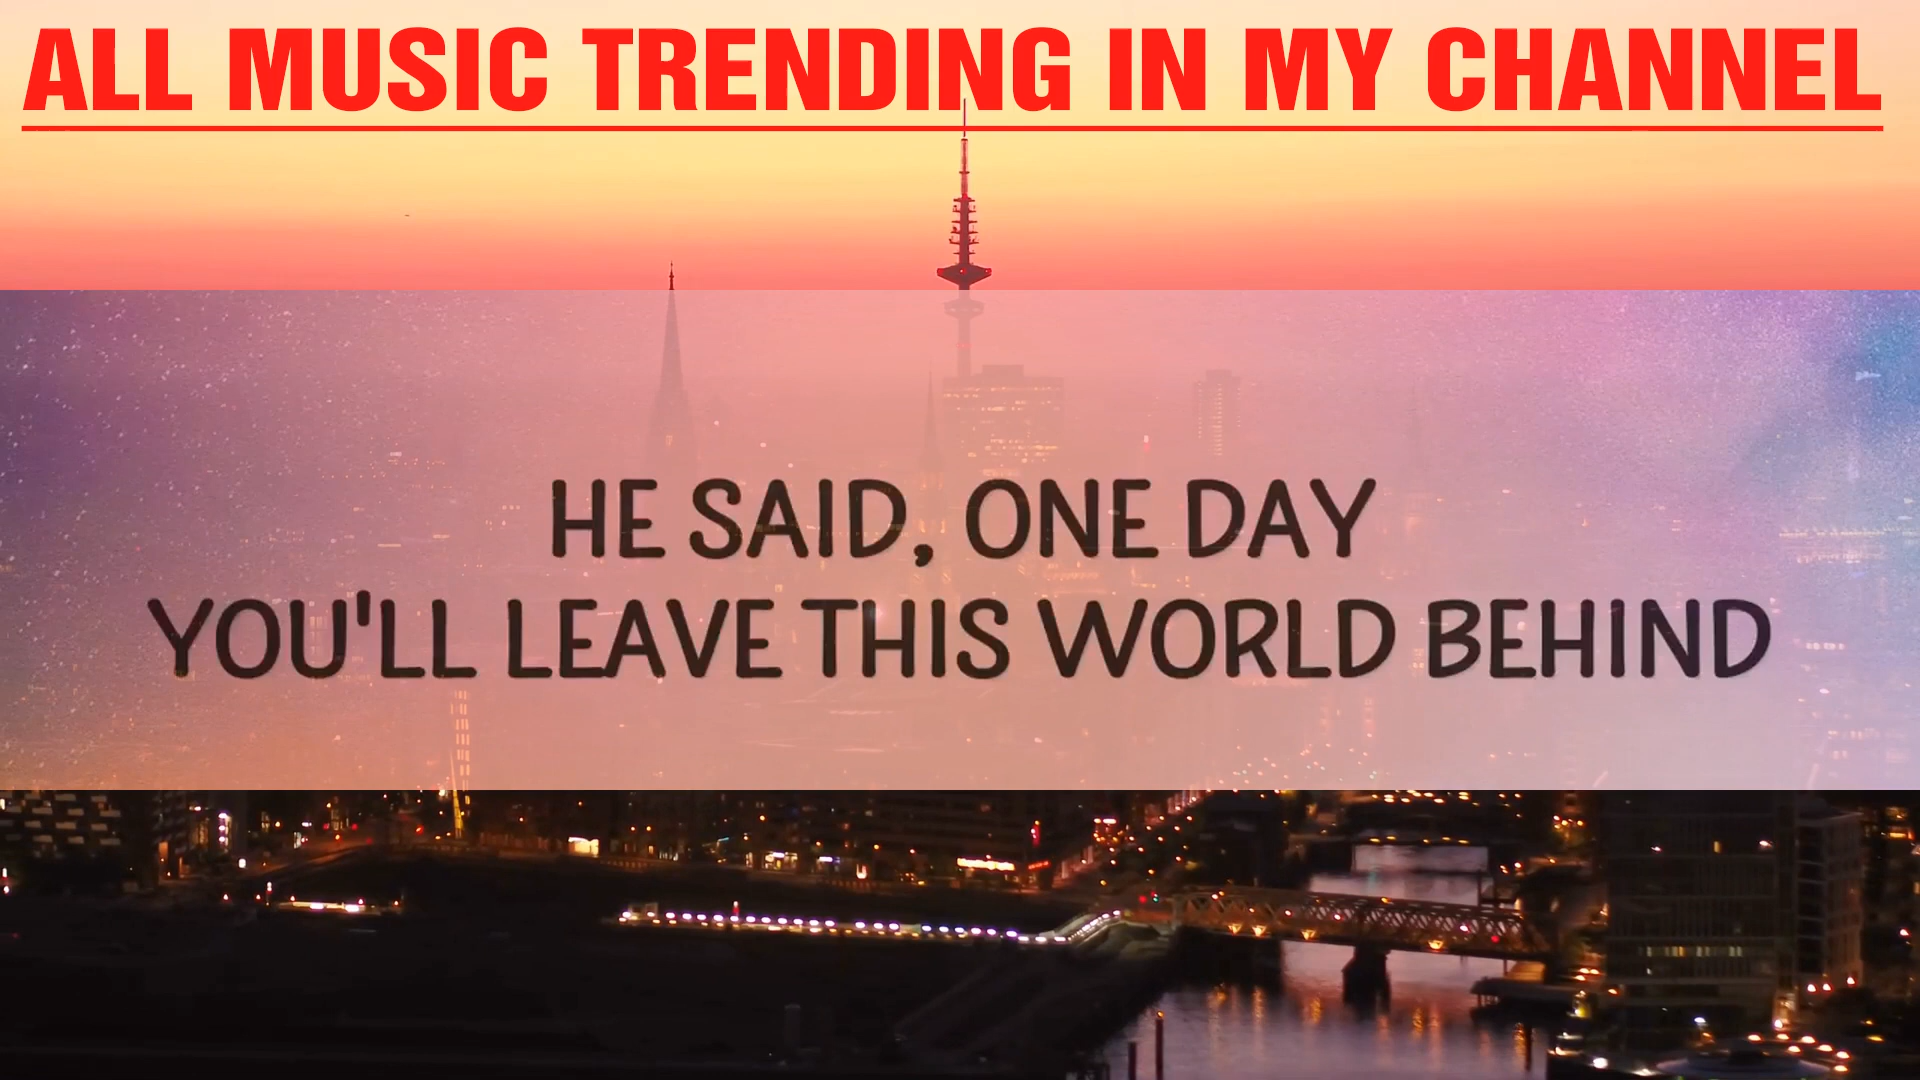 ALL MUSIC TRENDING IN MY CHANNEL
HE SAID, ONE DAY
YOU'LL LEAVE THIS WORLD BEHIND